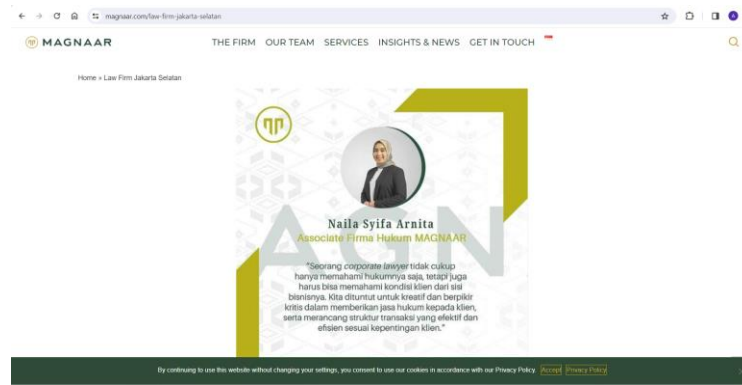 magnaar.com/law-firm-jakarta-selatan
MAGNAAR THE FIRM OUR TEAM SERVICES INSIGHTS & NEWS GET IN TOUCH
Home » Law Firm Jakarta Selatan
AGN
Naila Syifa Arnita
Associate Firma Hukum MAGNAAR
"Seorang corporate lawyer tidak cukup
hanya memahami hukumnya saja, tetapi juga
harus bisa memahami kondisi klien dari sisi
bisnisnya. Kita dituntut untuk kreatif dan berpikir
kritis dalam memberikan jasa hukum kepada klien,
serta merancang struktur transaksi yang efektif dan
efisien sesuai kepentingan klien."
By continuing to use this website without changing your settings, you consent to use our cookies in accordance with our Privacy Policy. Accept Privacy Policy